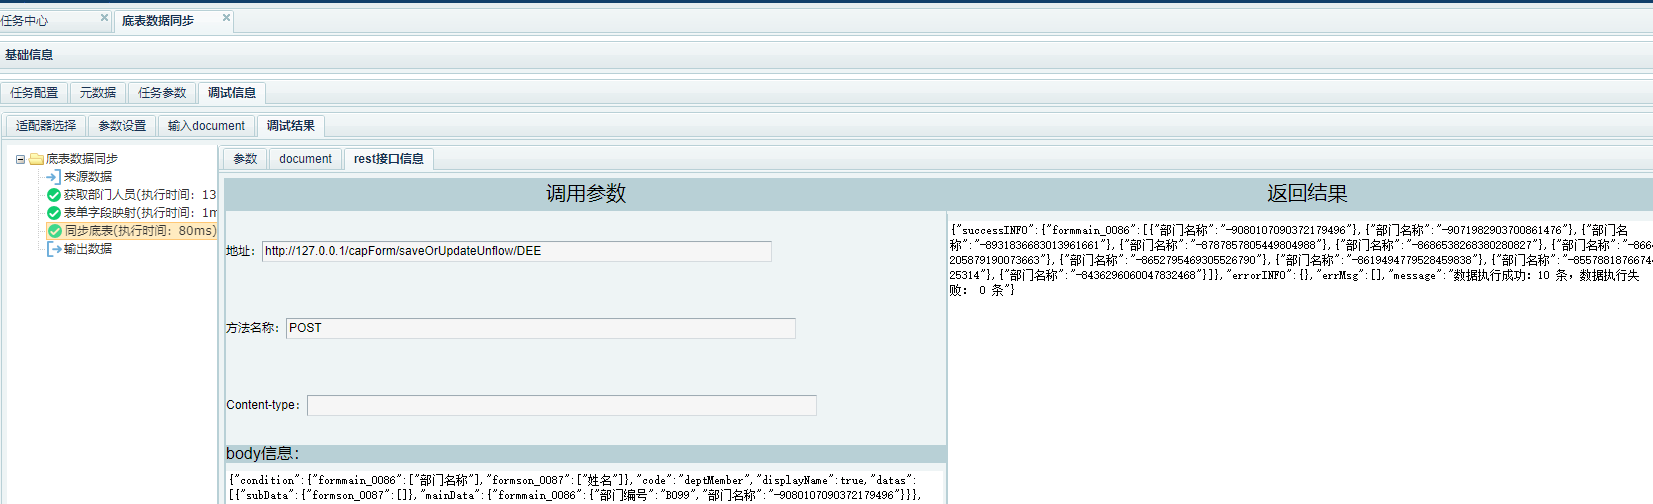 任务中心
底表数据同步
基础信息
任务配置
元数据
任务参数
调试信息
适配器选择
参数设置
输入document
调试结果
底表数据同步
来源数据
获取部门人员(执行时间: 13
表单字段映射(执行时间: 1m
同步底表(执行时间: 80ms)
输出数据
参数
document
rest接口信息
调用参数
地址: http://127.0.0.1/capForm/saveOrUpdateUnflow/DEE
方法名称: POST
Content-type:
body信息:
{"condition":{"formmain_0086":["部门名称"],"formson_0087":["姓名"]},"code":"deptMember","displayName":true,"datas":
[{"subData":{"formson_0087":[]},"mainData":{"formmain_0086":{"部门编号":"B099","部门名称":"-9080107090372179496"}}},
返回结果
{"successINFO":{"formmain_0086":[{"部门名称":"-9080107090372179496"},{"部门名称":"-9071982903700861476"},{"部门名
称":"-8931836683013961661"},{"部门名称":"-8787857805449804988"},{"部门名称":"-8686538268380280827"},{"部门名称":"-8664
205879190073663"},{"部门名称":"-8652795469305526790"},{"部门名称":"-8619494779528459838"},{"部门名称":"-8557881876674
25314"},{"部门名称":"-8436296060047832468"}]},"errorINFO":{},"errMsg":[],"message":"数据执行成功: 10 条, 数据执行失
败: 0 条"}